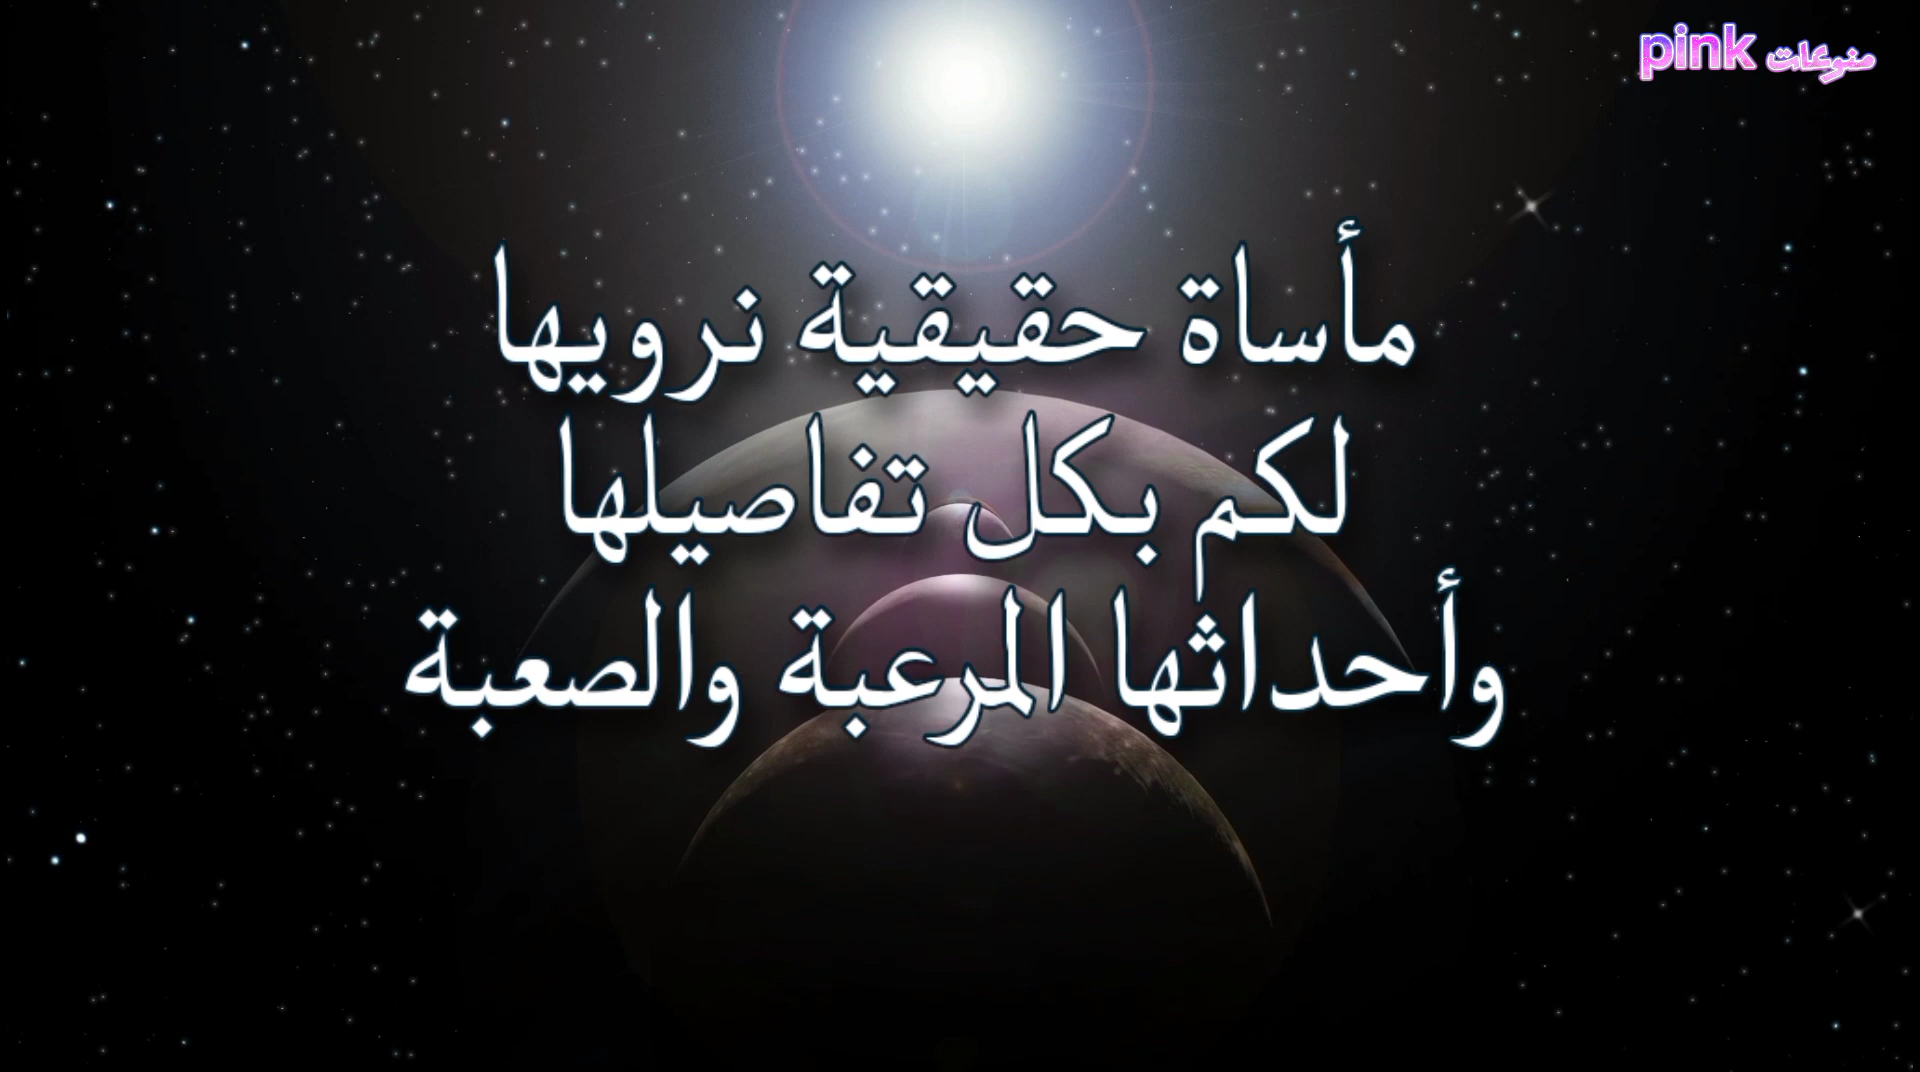 منوعات pink
مأساة حقيقية نرويها
لكم بكل تفاصيلها
وأحداثها المرعبة والصعبة